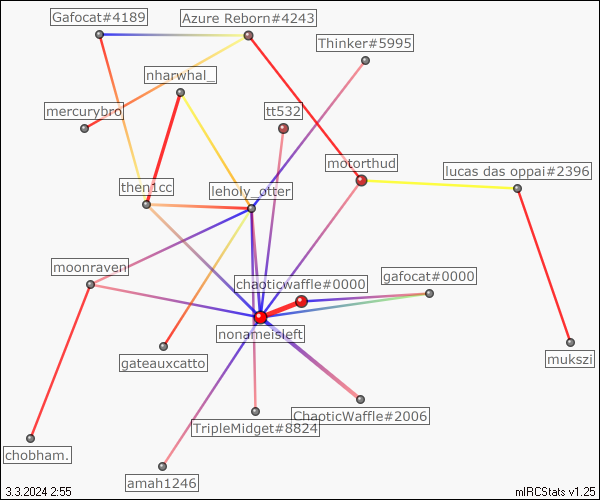 Gafocat#4189
Azure Reborn#4243
Thinker#5995
nharwhal_
mercurybro
tt532
motorthud
lucas das oppai#2396
then1cc
leholy_otter
moonraven
chaoticwaffle#0000
gafocat#0000
nonameisleft
gateauxcatto
mukszi
ChaoticWaffle#2006
TripleMidget#8824
chobham.
amah1246
3.3.2024 2:55
mIRCStats v1.25